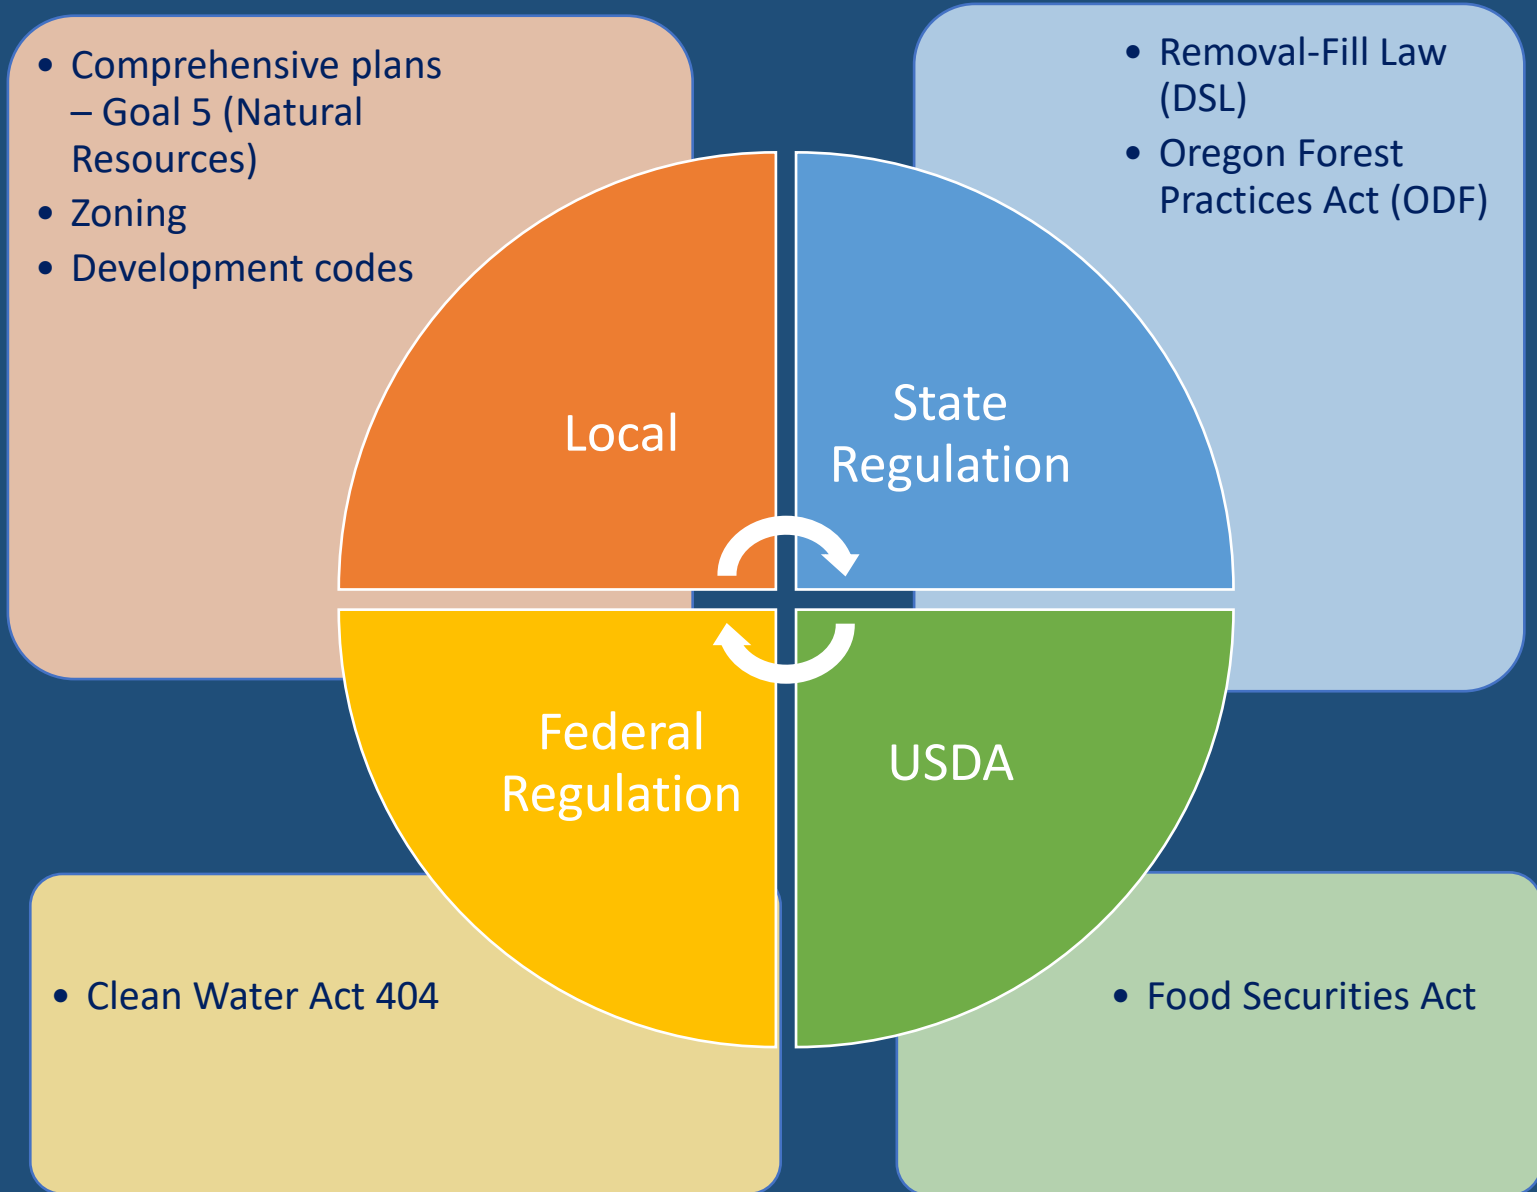 • Comprehensive plans
– Goal 5 (Natural
Resources)
• Zoning
• Development codes
• Removal-Fill Law
(DSL)
• Oregon Forest
Practices Act (ODF)
Local
State
Regulation
Federal
Regulation
USDA
• Clean Water Act 404
• Food Securities Act